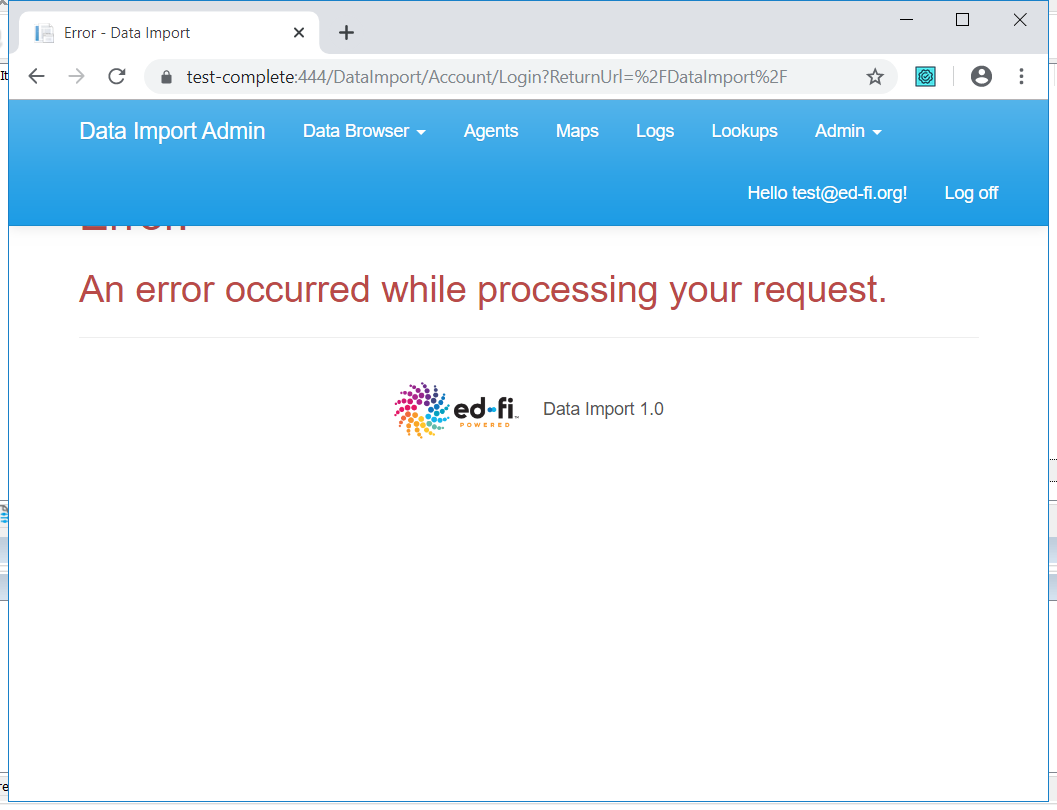 Error - Data Import
test-complete:444/DataImport/Account/Login?ReturnUrl=%2FDataImport%2F
Data Import Admin Data Browser Agents Maps Logs Lookups Admin
Hello test@ed-fi.org! Log off
Error.
An error occurred while processing your request.
ed-fi
POWERED
Data Import 1.0